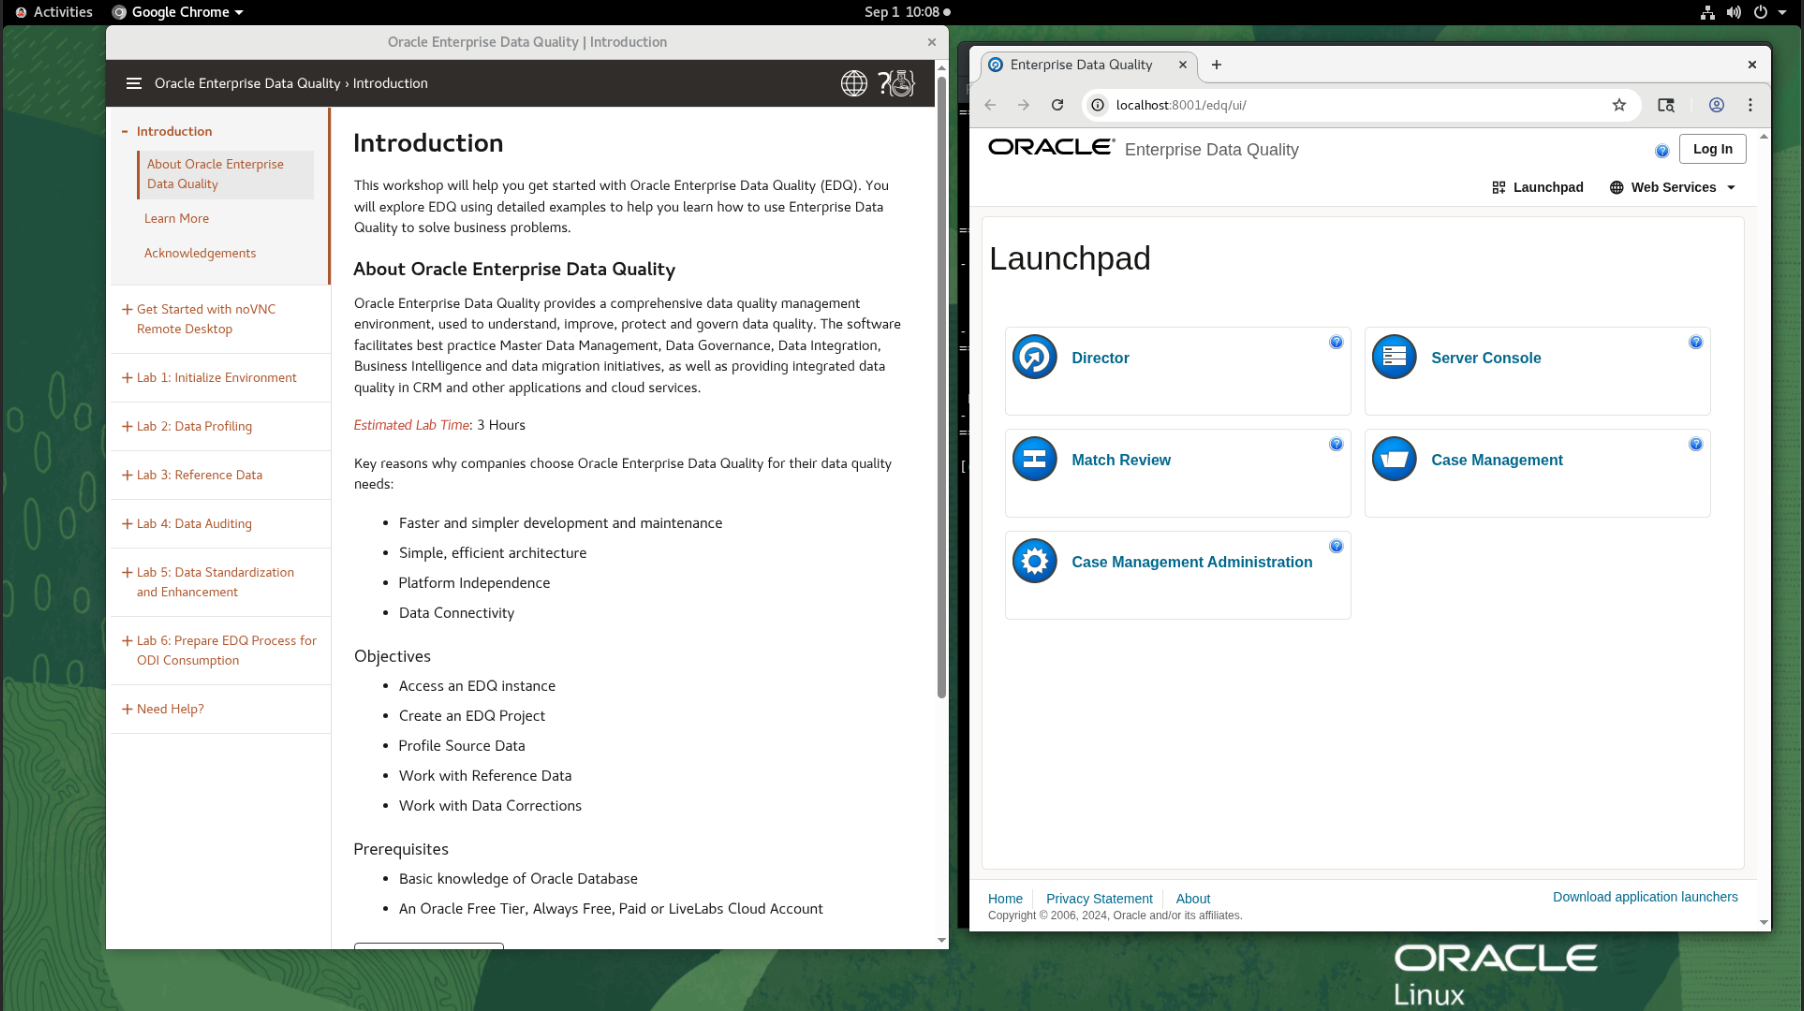 Activities
Google Chrome
Sep 1 10:08
Oracle Enterprise Data Quality | Introduction
Oracle Enterprise Data Quality › Introduction
- Introduction
About Oracle Enterprise
Data Quality
Learn More
Acknowledgements
+ Get Started with noVNC
Remote Desktop
+ Lab 1: Initialize Environment
+ Lab 2: Data Profiling
+ Lab 3: Reference Data
+ Lab 4: Data Auditing
+ Lab 5: Data Standardization
and Enhancement
+ Lab 6: Prepare EDQ Process for
ODI Consumption
+ Need Help?
Introduction
This workshop will help you get started with Oracle Enterprise Data Quality (EDQ). You
will explore EDQ using detailed examples to help you learn how to use Enterprise Data
Quality to solve business problems.
About Oracle Enterprise Data Quality
Oracle Enterprise Data Quality provides a comprehensive data quality management
environment, used to understand, improve, protect and govern data quality. The software
facilitates best practice Master Data Management, Data Governance, Data Integration,
Business Intelligence and data migration initiatives, as well as providing integrated data
quality in CRM and other applications and cloud services.
Estimated Lab Time: 3 Hours
Key reasons why companies choose Oracle Enterprise Data Quality for their data quality
needs:
• Faster and simpler development and maintenance
• Simple, efficient architecture
• Platform Independence
• Data Connectivity
Objectives
• Access an EDQ instance
• Create an EDQ Project
• Profile Source Data
• Work with Reference Data
• Work with Data Corrections
Prerequisites
• Basic knowledge of Oracle Database
• An Oracle Free Tier, Always Free, Paid or LiveLabs Cloud Account
Enterprise Data Quality
localhost:8001/edq/ui/
ORACLE® Enterprise Data Quality
Log In
Launchpad
Web Services
Launchpad
Director
Server Console
Match Review
Case Management
Case Management Administration
Home
Privacy Statement
About
Download application launchers
Copyright © 2006, 2024, Oracle and/or its affiliates.
ORACLE
Linux